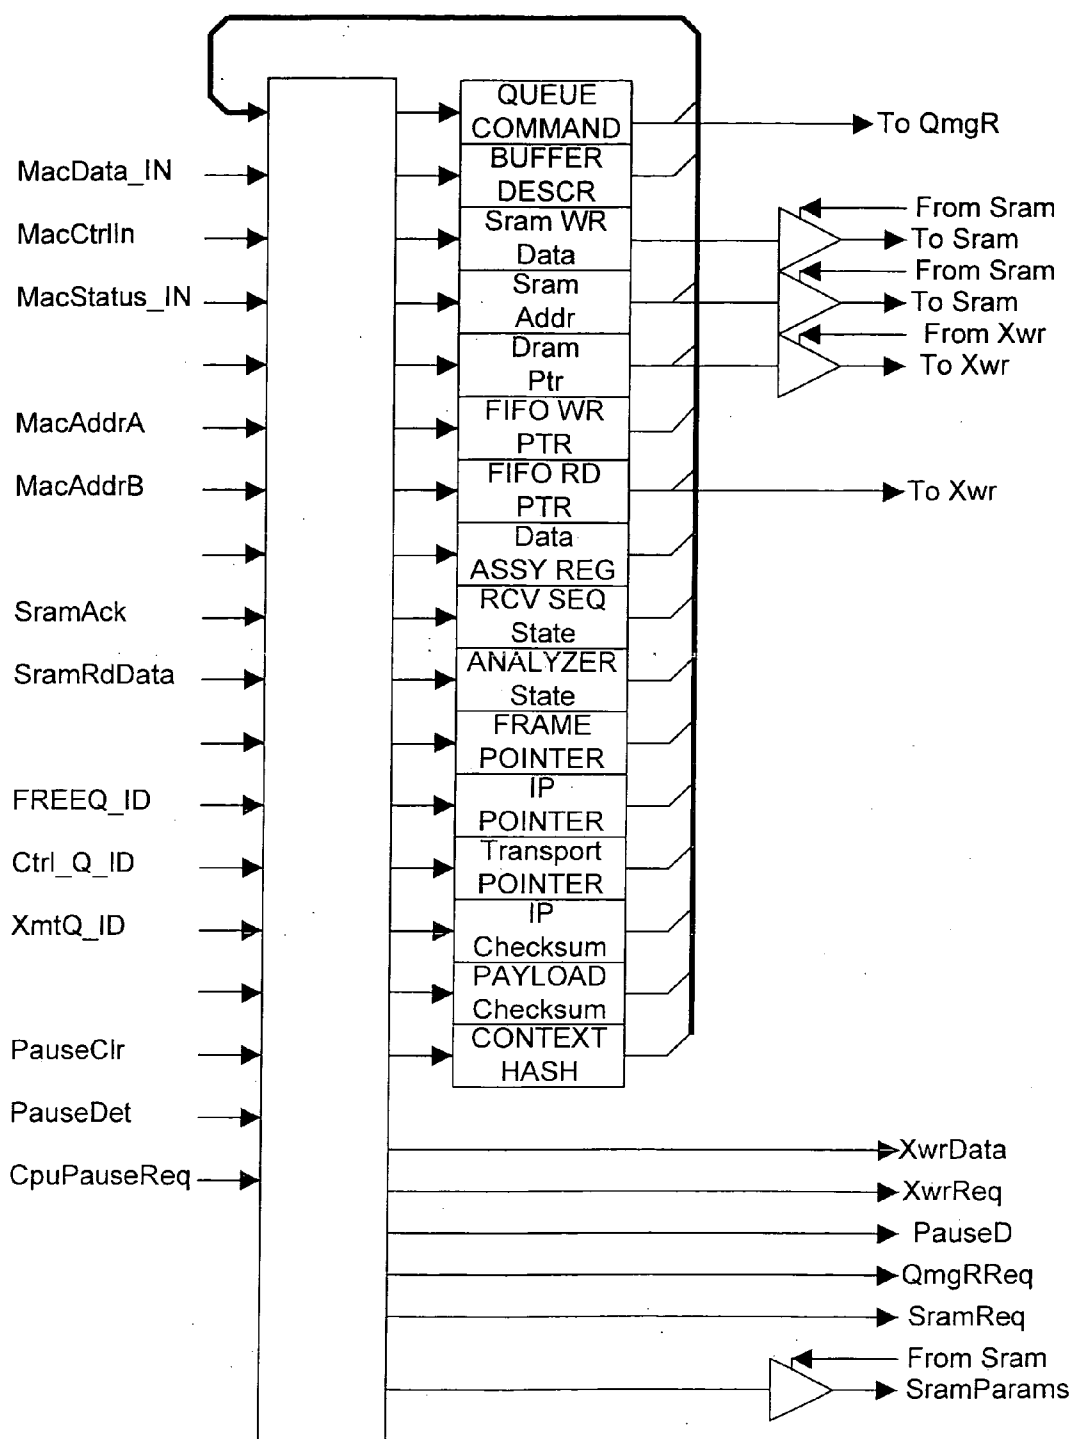 QUEUE
COMMAND
To QmgR
MacData_IN
BUFFER
DESCR
MacCtrlIn
Sram WR
Data
From Sram
To Sram
MacStatus_IN
Sram
Addr
From Sram
To Sram
Dram
Ptr
From Xwr
To Xwr
MacAddrA
FIFO WR
PTR
MacAddrB
FIFO RD
PTR
To Xwr
Data
ASSY REG
SramAck
RCV SEQ
State
SramRdData
ANALYZER
State
FRAME
POINTER
FREEQ_ID
IP
POINTER
Ctrl_Q_ID
Transport
POINTER
XmtQ_ID
IP
Checksum
PAYLOAD
Checksum
PauseClr
CONTEXT
HASH
PauseDet
CpuPauseReq
XwrData
XwrReq
PauseD
QmgRReq
SramReq
From Sram
SramParams